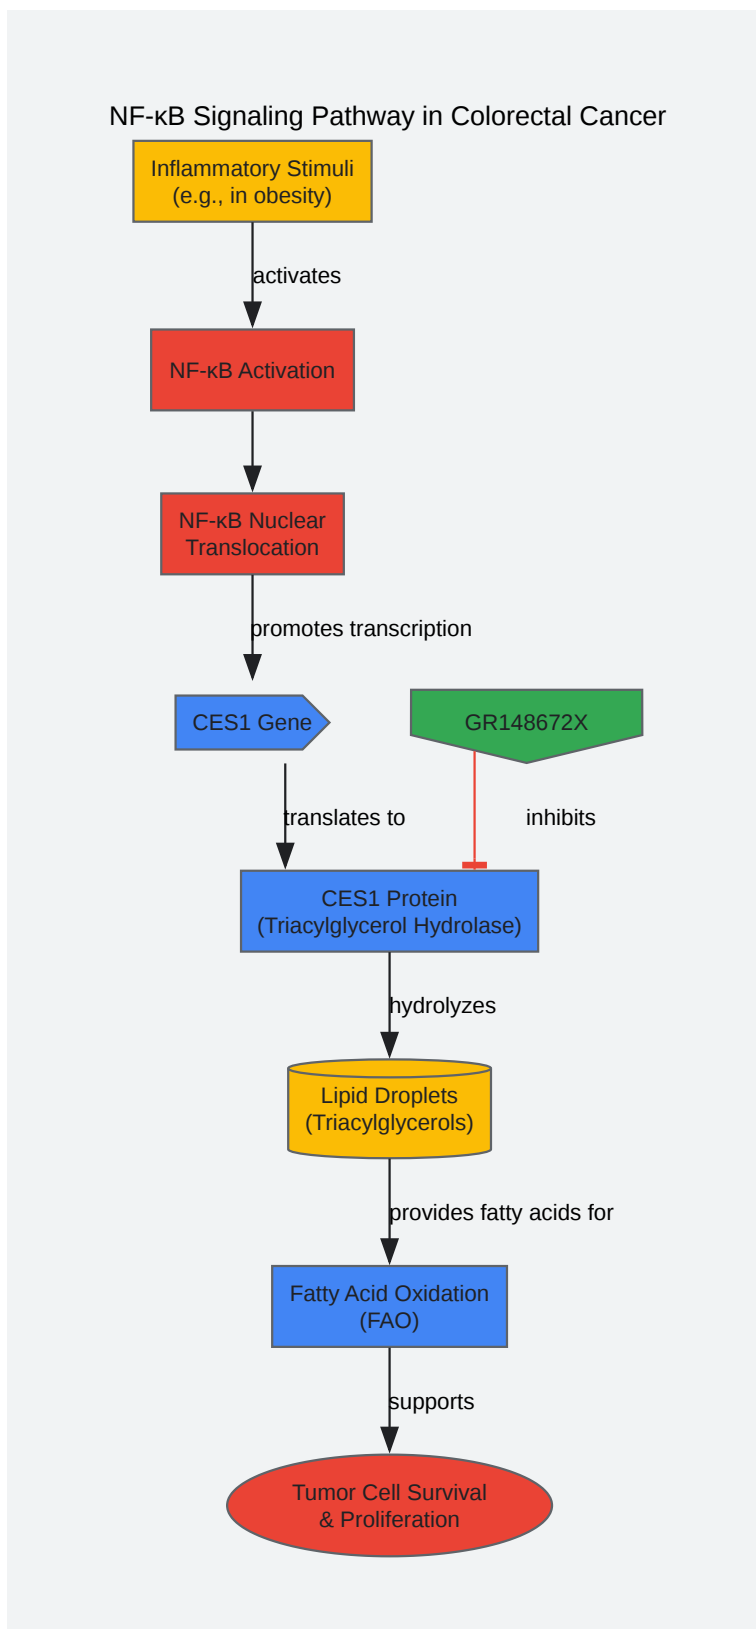 NF-κB Signaling Pathway in Colorectal Cancer
Inflammatory Stimuli
(e.g., in obesity)
activates
NF-κB Activation
NF-κB Nuclear
Translocation
promotes transcription
CES1 Gene
GR148672X
translates to
inhibits
CES1 Protein
(Triacylglycerol Hydrolase)
hydrolyzes
Lipid Droplets
(Triacylglycerols)
provides fatty acids for
Fatty Acid Oxidation
(FAO)
supports
Tumor Cell Survival
& Proliferation